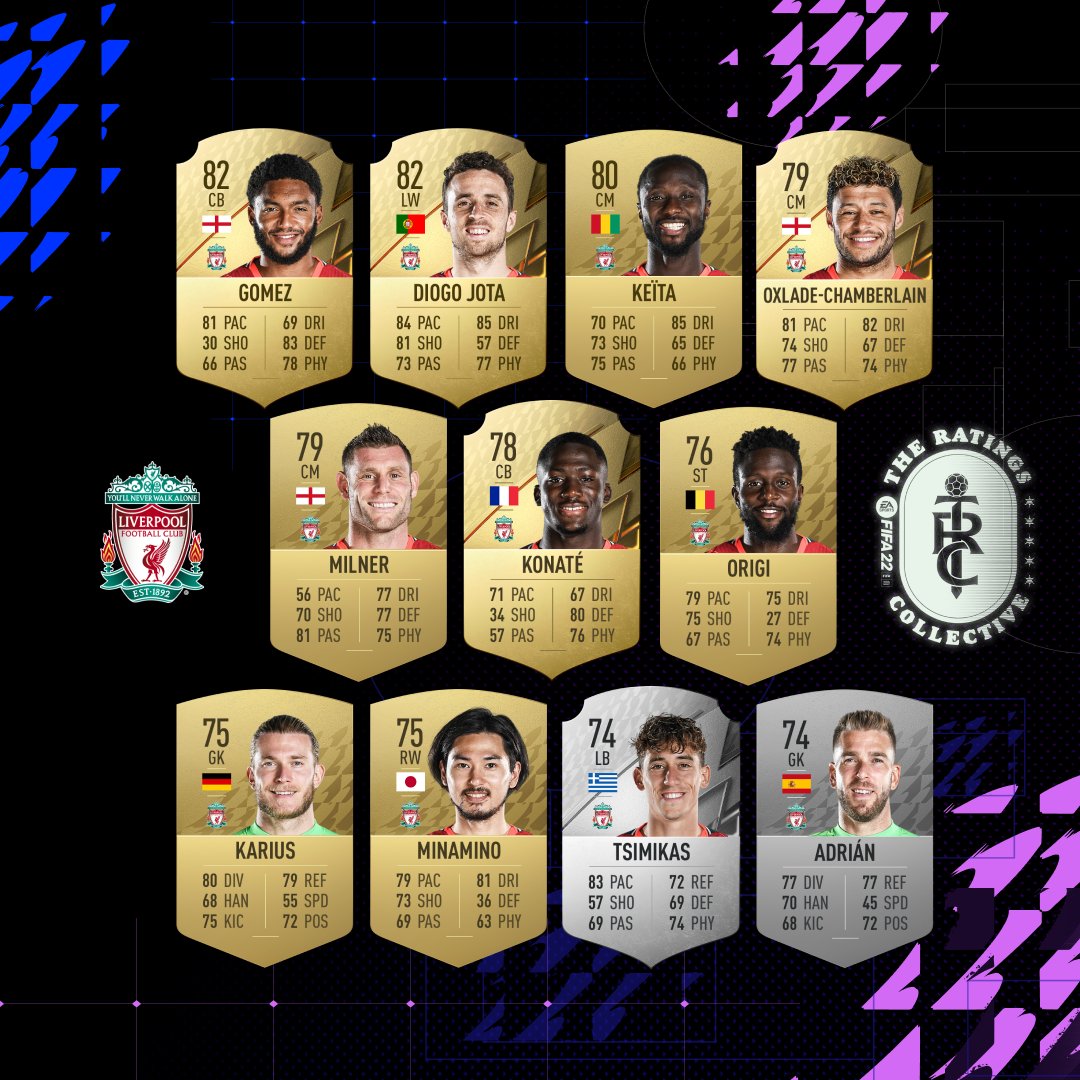 82
CB
GOMEZ
81 PAC 69 DRI
30 SHO 83 DEF
66 PAS 78 PHY
82
LW
DIOGO JOTA
84 PAC 85 DRI
81 SHO 57 DEF
73 PAS 77 PHY
80
CM
KEÏTA
70 PAC 85 DRI
73 SHO 65 DEF
75 PAS 66 PHY
79
CM
OXLADE-CHAMBERLAIN
81 PAC 82 DRI
74 SHO 67 DEF
77 PAS 74 PHY
YOU'LL NEVER WALK ALONE
LIVERPOOL
FOOTBALL CLUB
EST·1892
79
CM
MILNER
56 PAC 77 DRI
70 SHO 77 DEF
81 PAS 75 PHY
78
CB
KONATÉ
71 PAC 67 DRI
34 SHO 80 DEF
57 PAS 76 PHY
76
ST
ORIGI
79 PAC 75 DRI
75 SHO 27 DEF
67 PAS 74 PHY
THE RATINGS
COLLECTIVE
EA SPORTS
FIFA 22
TRC
75
GK
KARIUS
80 DIV 79 REF
68 HAN 55 SPD
75 KIC 72 POS
75
RW
MINAMINO
79 PAC 81 DRI
73 SHO 36 DEF
69 PAS 63 PHY
74
LB
TSIMIKAS
83 PAC 72 REF
57 SHO 69 DEF
69 PAS 74 PHY
74
GK
ADRIÁN
77 DIV 77 REF
70 HAN 45 SPD
68 KIC 72 POS